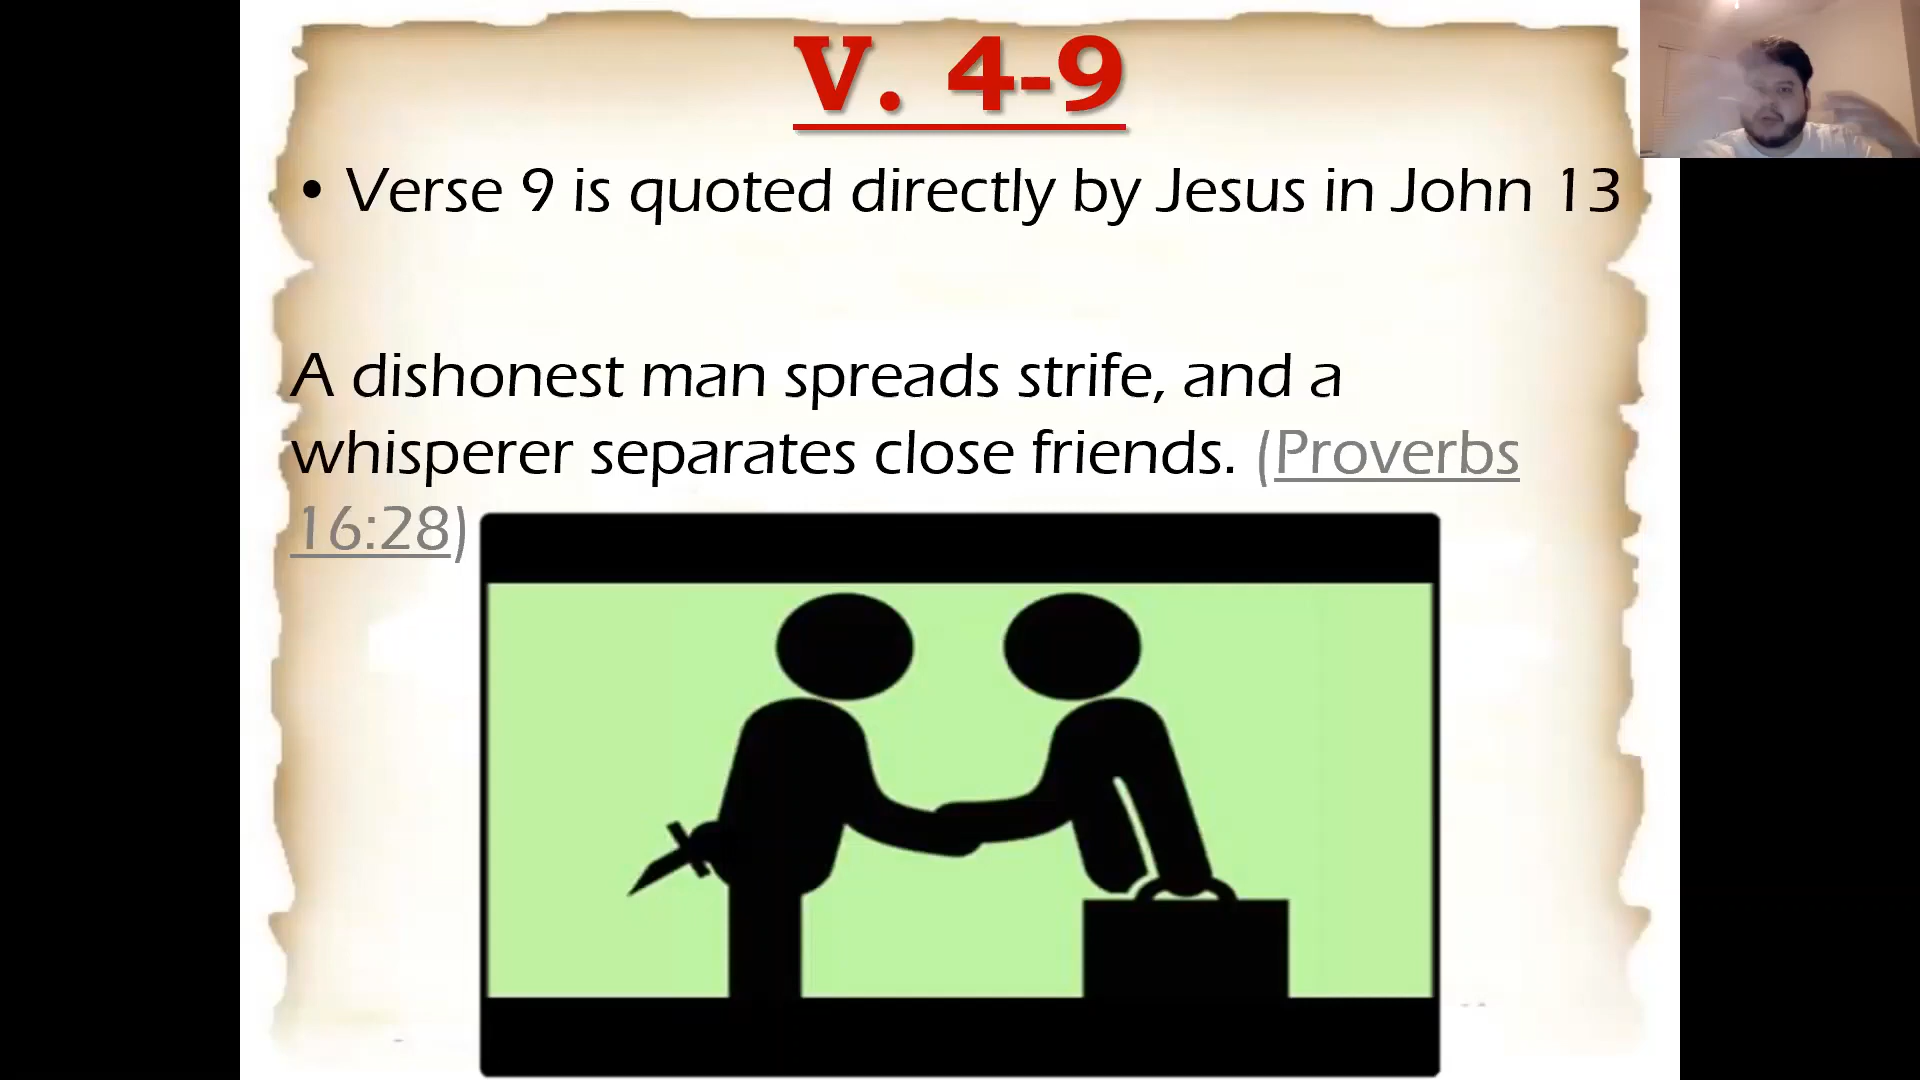 V. 4-9
• Verse 9 is quoted directly by Jesus in John 13
A dishonest man spreads strife, and a
whisperer separates close friends. (Proverbs
16:28)